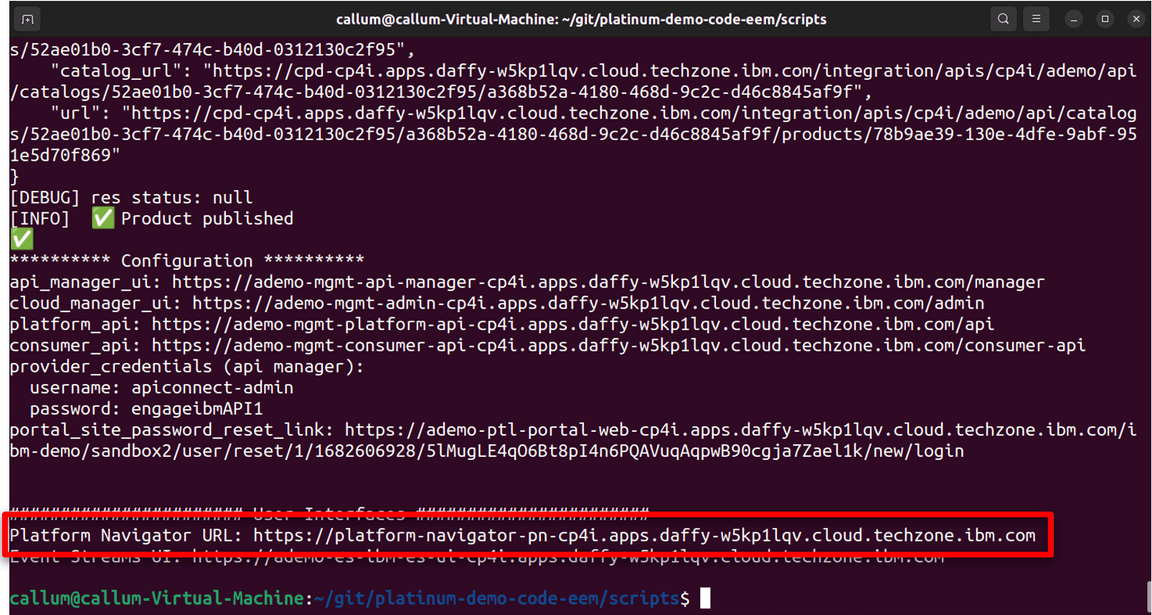 callum@callum-Virtual-Machine: ~/git/platinum-demo-code-eem/scripts
s/52ae01b0-3cf7-474c-b40d-0312130c2f95",
"catalog_url": "https://cpd-cp4i.apps.daffy-w5kp1lqv.cloud.techzone.ibm.com/integration/apis/cp4i/ademo/api
/catalogs/52ae01b0-3cf7-474c-b40d-0312130c2f95/a368b52a-4180-468d-9c2c-d46c8845af9f",
"url": "https://cpd-cp4i.apps.daffy-w5kp1lqv.cloud.techzone.ibm.com/integration/apis/cp4i/ademo/api/catalog
s/52ae01b0-3cf7-474c-b40d-0312130c2f95/a368b52a-4180-468d-9c2c-d46c8845af9f/products/78b9ae39-130e-4dfe-9abf-95
1e5d70f869"
}
[DEBUG] res status: null
[INFO]  ✅ Product published
✅
********** Configuration **********
api_manager_ui: https://ademo-mgmt-api-manager-cp4i.apps.daffy-w5kp1lqv.cloud.techzone.ibm.com/manager
cloud_manager_ui: https://ademo-mgmt-admin-cp4i.apps.daffy-w5kp1lqv.cloud.techzone.ibm.com/admin
platform_api: https://ademo-mgmt-platform-api-cp4i.apps.daffy-w5kp1lqv.cloud.techzone.ibm.com/api
consumer_api: https://ademo-mgmt-consumer-api-cp4i.apps.daffy-w5kp1lqv.cloud.techzone.ibm.com/consumer-api
provider_credentials (api manager):
username: apiconnect-admin
password: engageibmAPI1
portal_site_password_reset_link: https://ademo-ptl-portal-web-cp4i.apps.daffy-w5kp1lqv.cloud.techzone.ibm.com/i
bm-demo/sandbox2/user/reset/1/1682606928/5lMugLE4qO6Bt8pI4n6PQAVuqAqpwB90cgja7Zael1k/new/login
####################### User Interfaces #######################
Platform Navigator URL: https://platform-navigator-pn-cp4i.apps.daffy-w5kp1lqv.cloud.techzone.ibm.com
Event Streams UI: https://ademo-es-ibm-es-ui-cp4i.apps.daffy-w5kp1lqv.cloud.techzone.ibm.com
callum@callum-Virtual-Machine:~/git/platinum-demo-code-eem/scripts$